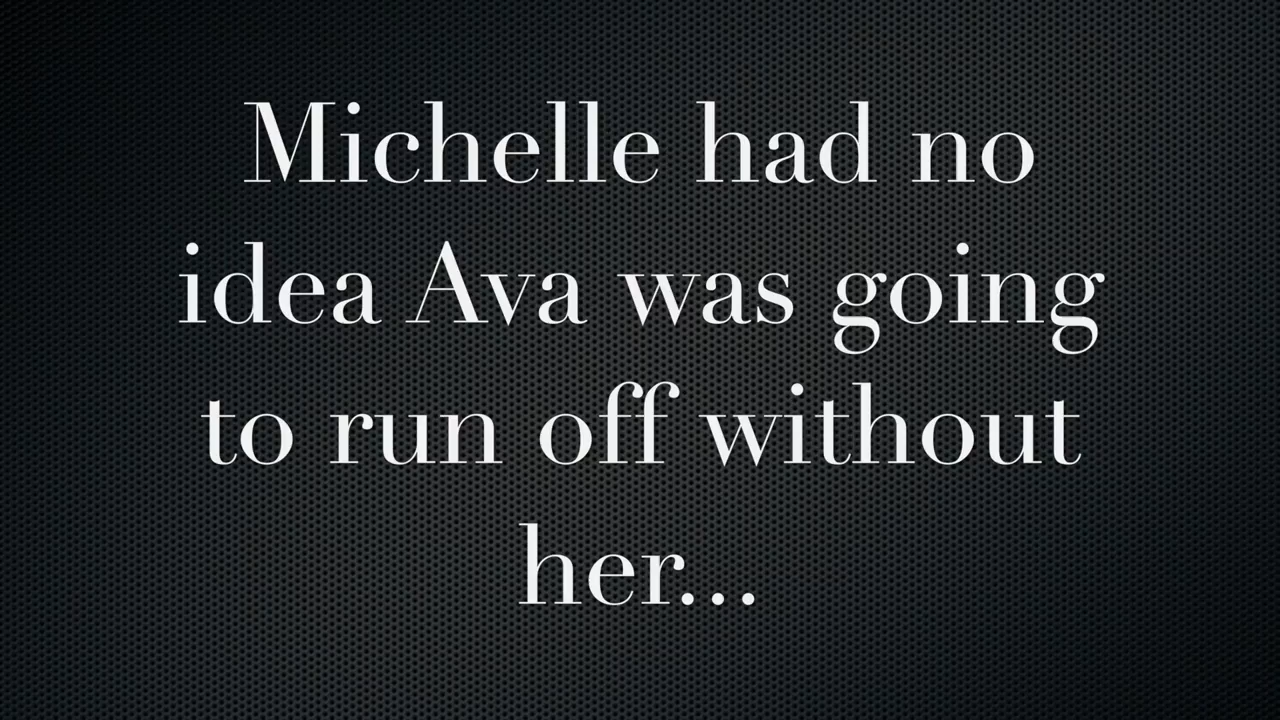 Michelle had no
idea Ava was going
to run off without
her...